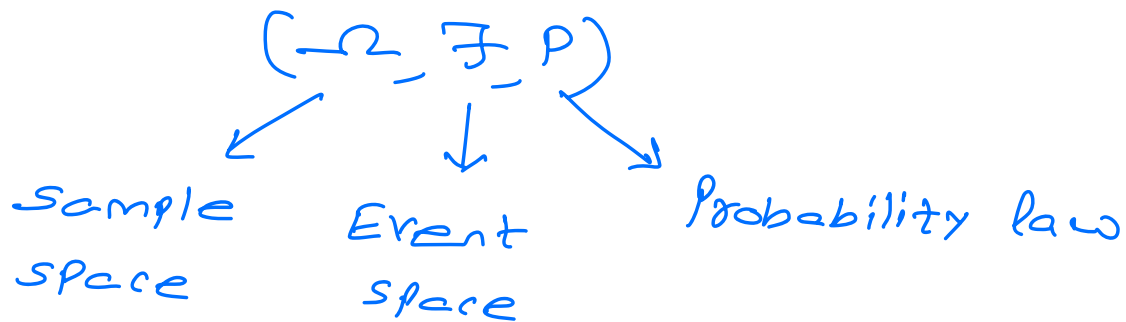 (Ω, F, P)
Sample space
Event space
Probability law